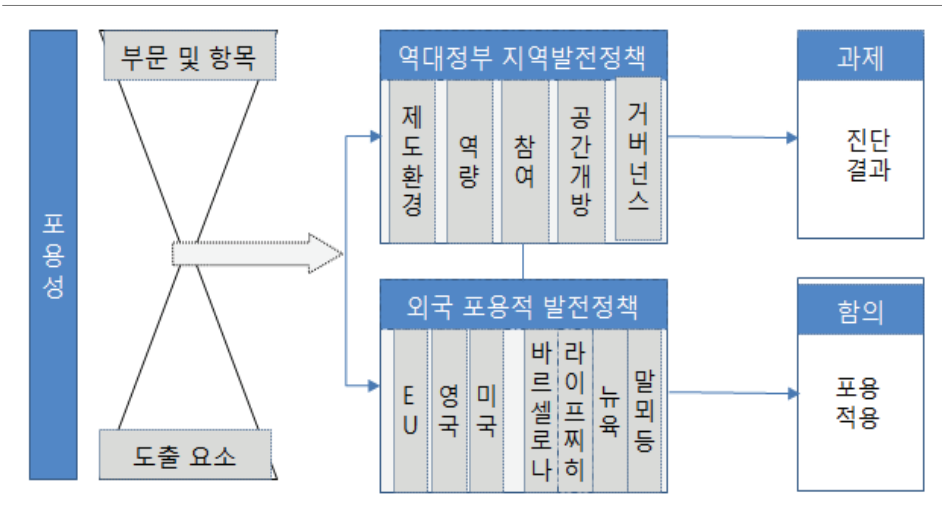 포용성
부문 및 항목
도출 요소
역대정부 지역발전정책
제도환경
역량
참여
공간개방
거버넌스
과제
진단
결과
외국 포용적 발전정책
EU
영국
미국
바르셀로나
라이프찌히
뉴욕
말뫼등
함의
포용
적용